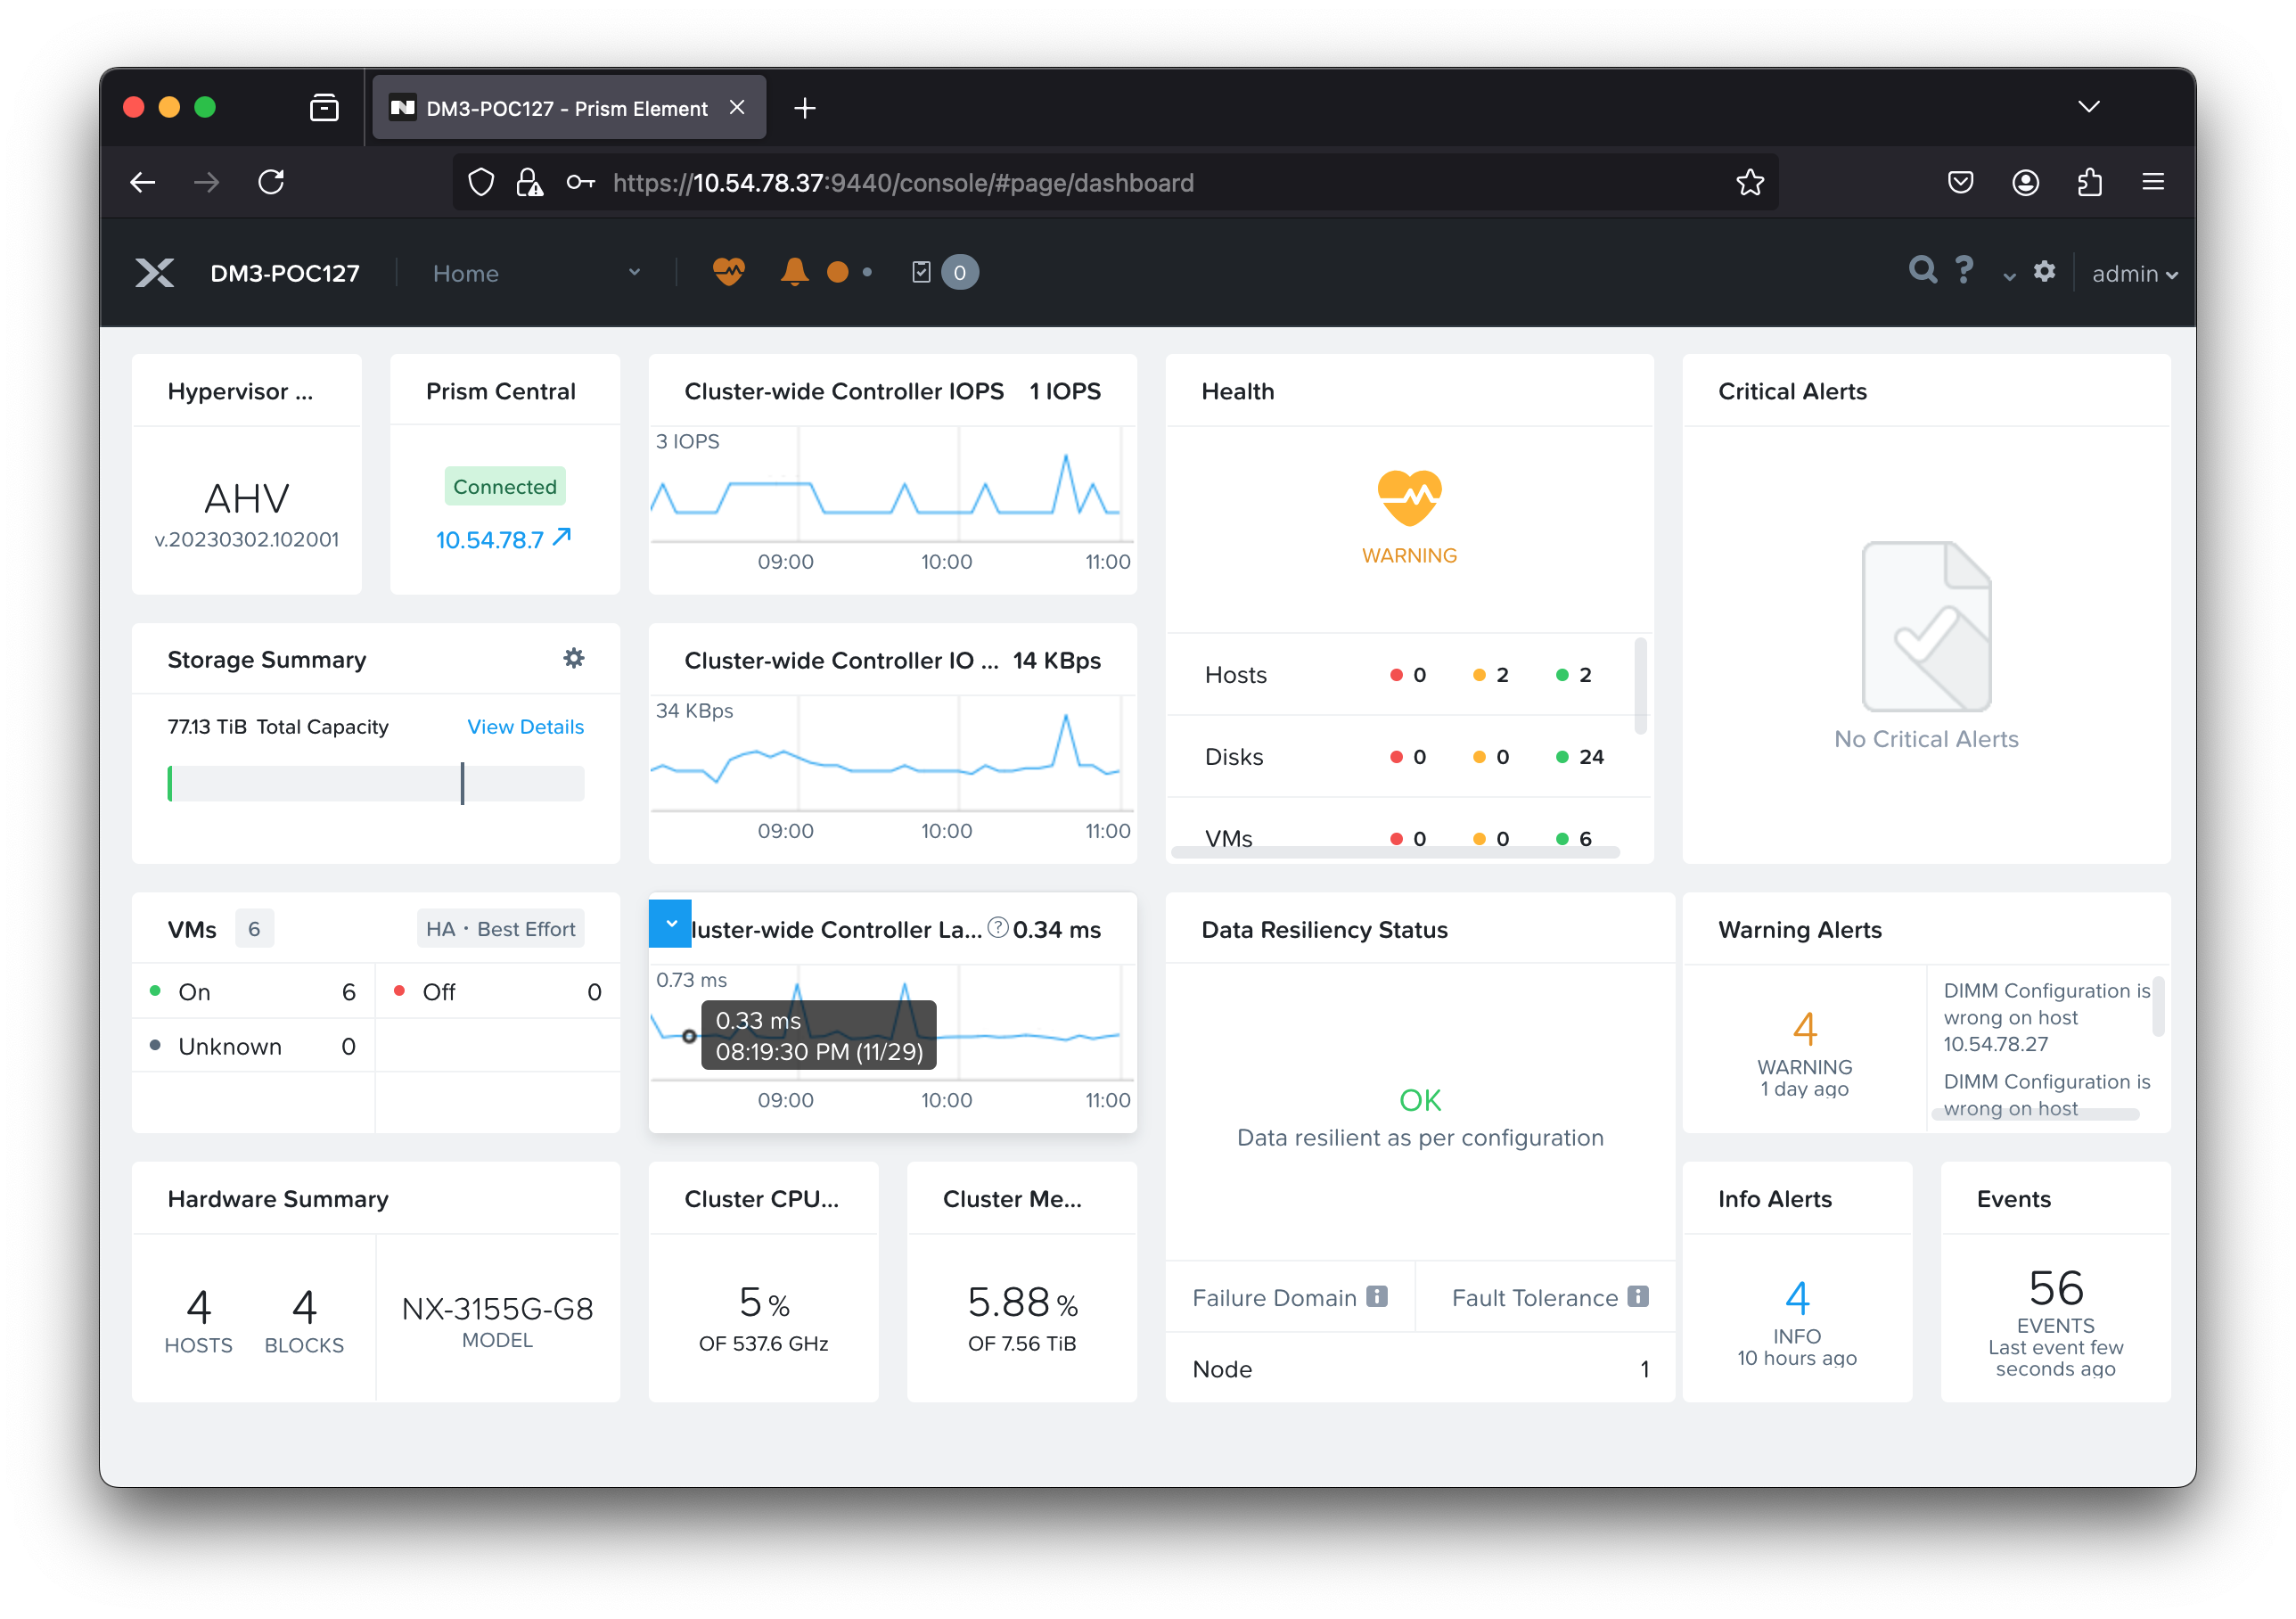 DM3-POC127 - Prism Element
https://10.54.78.37:9440/console/#page/dashboard
DM3-POC127
Home
0
?
admin
Hypervisor ...
AHV
v.20230302.102001
Prism Central
Connected
10.54.78.7
Cluster-wide Controller IOPS 1 IOPS
3 IOPS
09:00 10:00 11:00
Health
WARNING
Hosts 0 2 2
Disks 0 0 24
VMs 0 0 6
Critical Alerts
No Critical Alerts
Storage Summary
77.13 TiB Total Capacity View Details
Cluster-wide Controller IO ... 14 KBps
34 KBps
09:00 10:00 11:00
VMs 6 HA · Best Effort
On 6 Off 0
Unknown 0
luster-wide Controller La... ? 0.34 ms
0.73 ms
0.33 ms
08:19:30 PM (11/29)
09:00 10:00 11:00
Data Resiliency Status
OK
Data resilient as per configuration
Failure Domain Fault Tolerance
Node 1
Warning Alerts
4
WARNING
1 day ago
DIMM Configuration is
wrong on host
10.54.78.27
DIMM Configuration is
wrong on host
Hardware Summary
4 HOSTS
4 BLOCKS
NX-3155G-G8
MODEL
Cluster CPU...
5 %
OF 537.6 GHz
Cluster Me...
5.88 %
OF 7.56 TiB
Info Alerts
4
INFO
10 hours ago
Events
56
EVENTS
Last event few
seconds ago